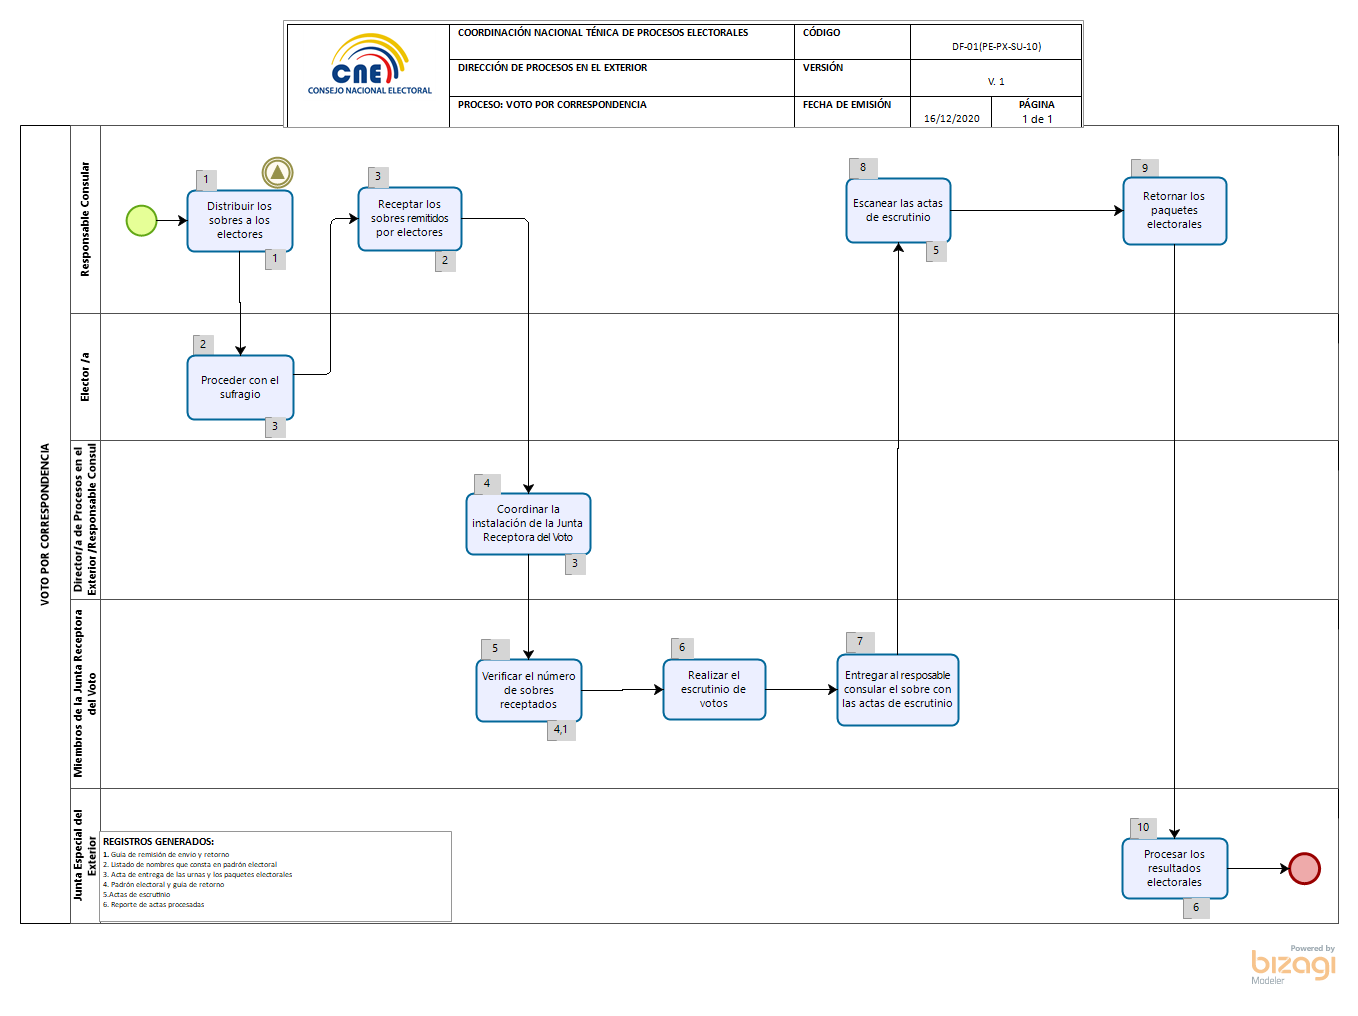 CNE
CONSEJO NACIONAL ELECTORAL
COORDINACIÓN NACIONAL TÉNICA DE PROCESOS ELECTORALES
CÓDIGO
DF-01(PE-PX-SU-10)
DIRECCIÓN DE PROCESOS EN EL EXTERIOR
VERSIÓN
V. 1
PROCESO: VOTO POR CORRESPONDENCIA
FECHA DE EMISIÓN
16/12/2020
PÁGINA
1 de 1
VOTO POR CORRESPONDENCIA
Responsable Consular
1
Distribuir los
sobres a los
electores
1
3
Receptar los
sobres remitidos
por electores
2
8
Escanear las actas
de escrutinio
5
9
Retornar los
paquetes
electorales
Elector /a
2
Proceder con el
sufragio
3
Director/a de Procesos en el
Exterior /Responsable Consul
4
Coordinar la
instalación de la Junta
Receptora del Voto
3
Miembros de la Junta Receptora
del Voto
5
Verificar el número
de sobres
receptados
4,1
6
Realizar el
escrutinio de
votos
7
Entregar al resposable
consular el sobre con
las actas de escrutinio
Junta Especial del
Exterior
REGISTROS GENERADOS:
1. Guía de remisión de envío y retorno
2. Listado de nombres que consta en padrón electoral
3. Acta de entrega de las urnas y los paquetes electorales
4. Padrón electoral y guía de retorno
5.Actas de escrutinio
6. Reporte de actas procesadas
10
Procesar los
resultados
electorales
6
Powered by
bizagi
Modeler